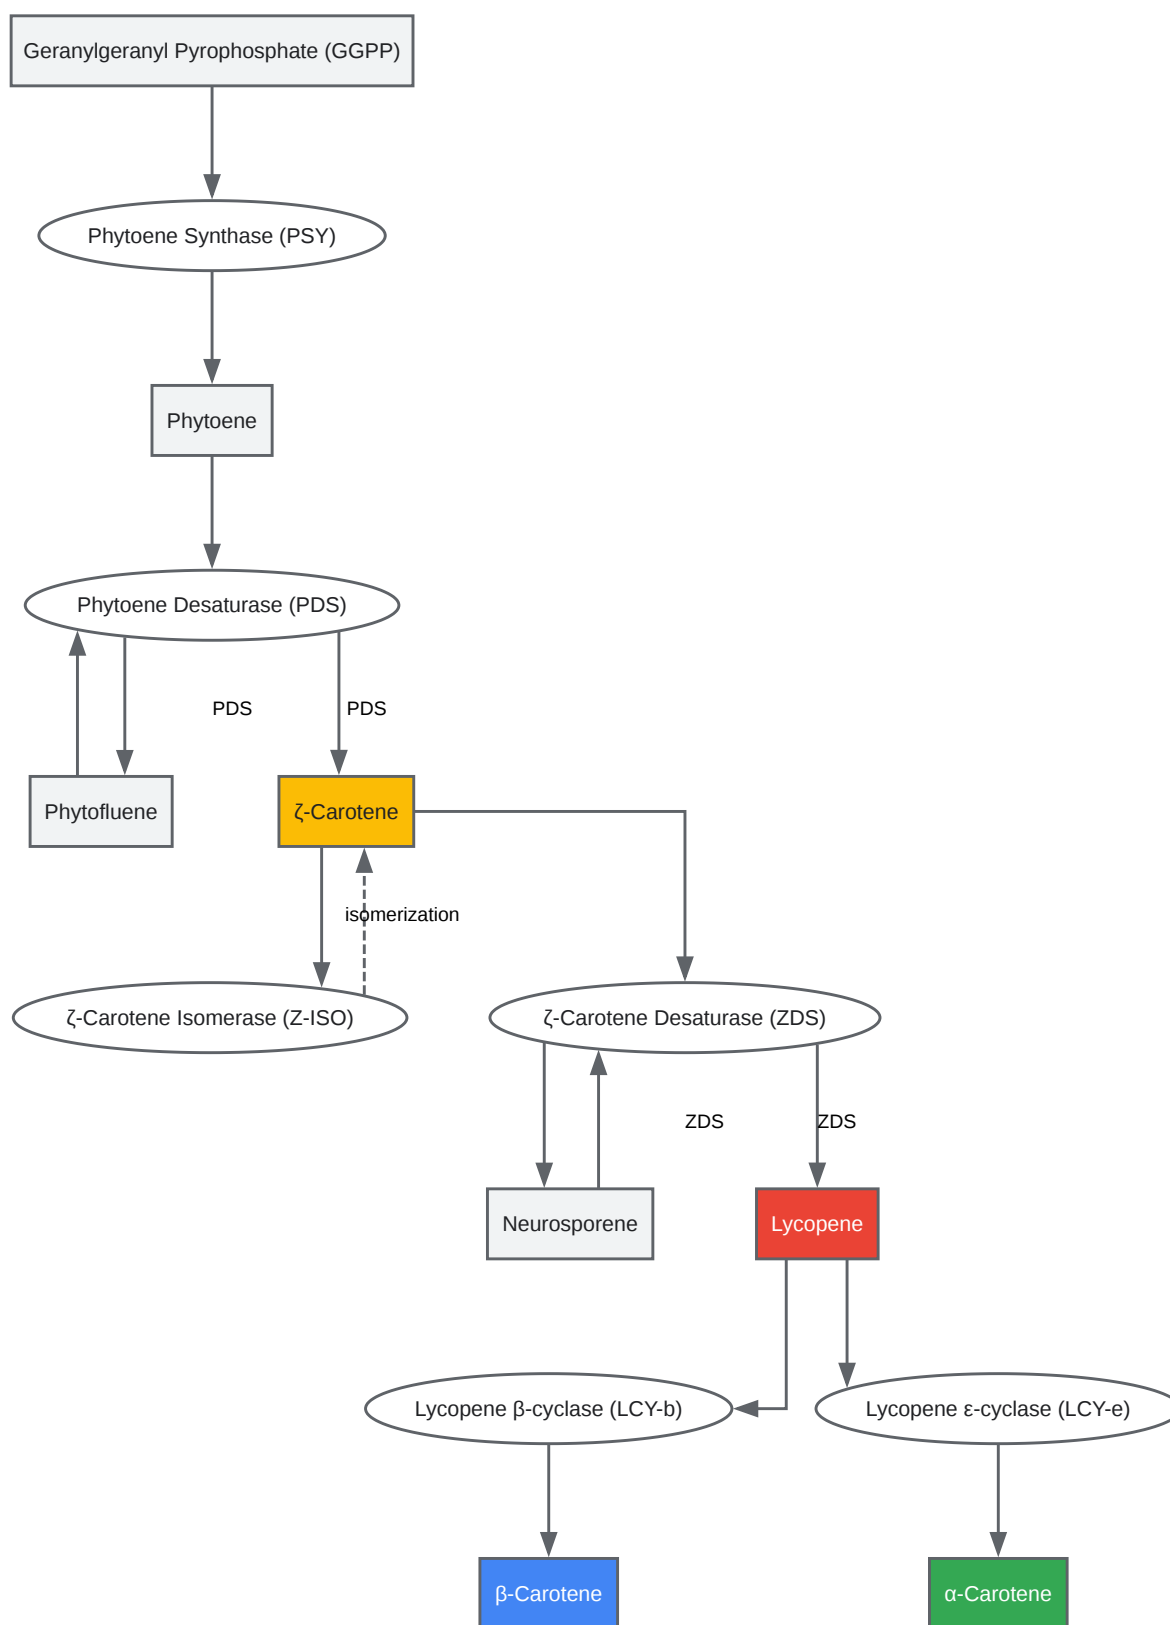 Geranylgeranyl Pyrophosphate (GGPP)
Phytoene Synthase (PSY)
Phytoene
Phytoene Desaturase (PDS)
PDS
PDS
Phytofluene
ζ-Carotene
isomerization
ζ-Carotene Isomerase (Z-ISO)
ζ-Carotene Desaturase (ZDS)
ZDS
ZDS
Neurosporene
Lycopene
Lycopene β-cyclase (LCY-b)
Lycopene ε-cyclase (LCY-e)
β-Carotene
α-Carotene